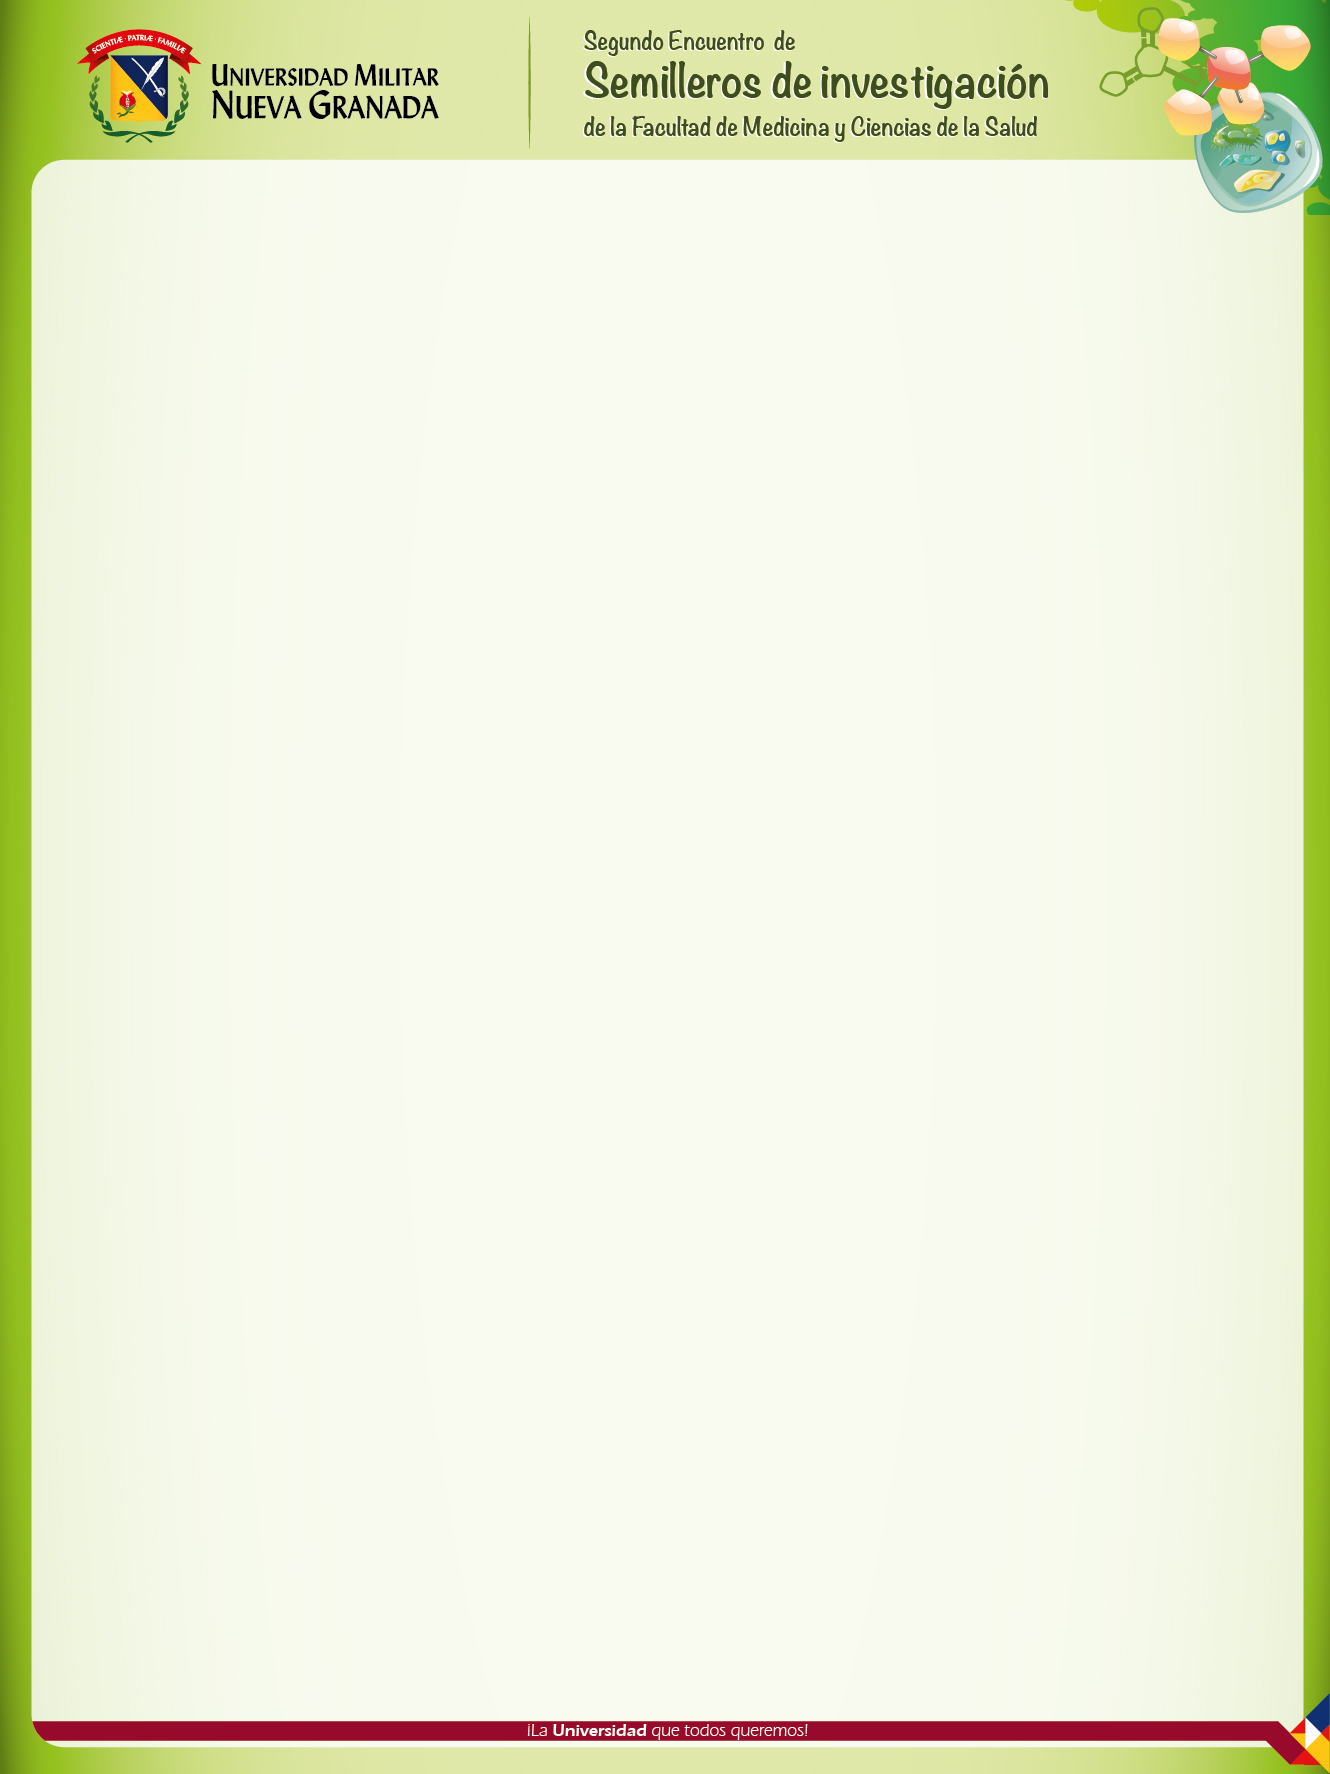 SCIENTIÆ · PATRIÆ · FAMILIÆ
UNIVERSIDAD MILITAR
NUEVA GRANADA
Segundo Encuentro de
Semilleros de investigación
de la Facultad de Medicina y Ciencias de la Salud
H
¡La Universidad que todos queremos!